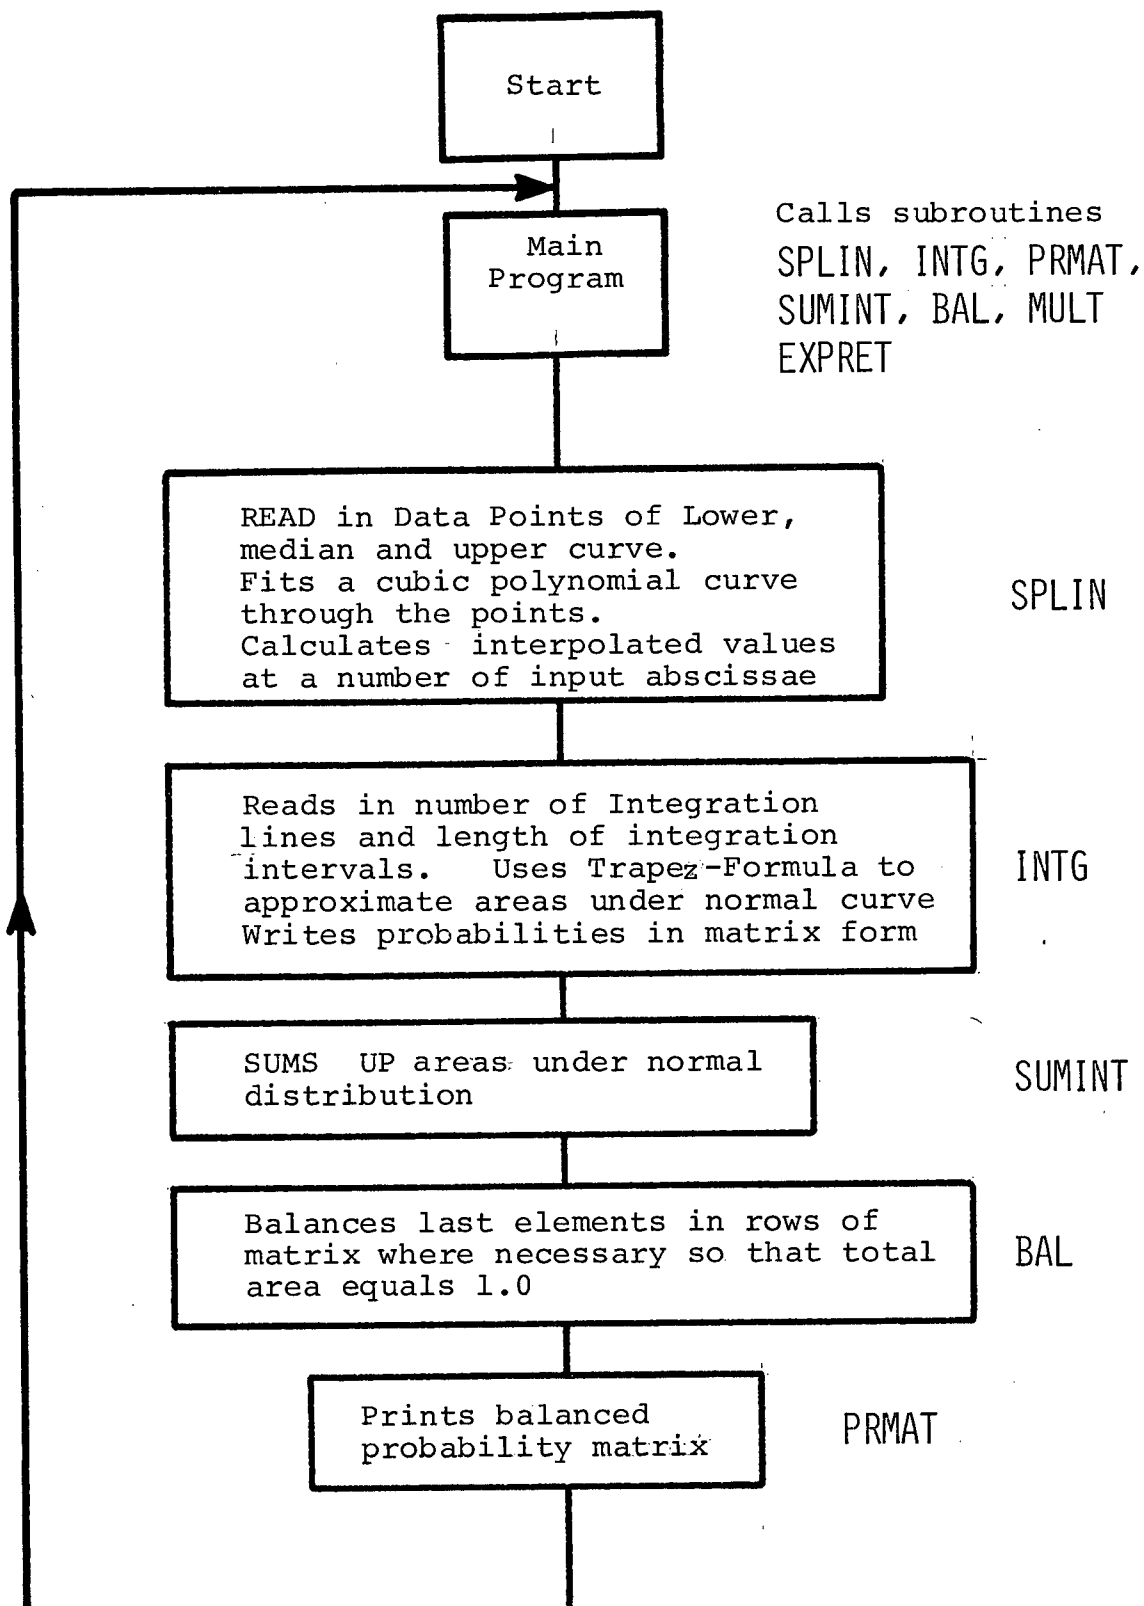 Start
Main
Program
Calls subroutines
SPLIN, INTG, PRMAT,
SUMINT, BAL, MULT
EXPRET
READ in Data Points of Lower,
median and upper curve.
Fits a cubic polynomial curve
through the points.
Calculates interpolated values
at a number of input abscissae
SPLIN
Reads in number of Integration
lines and length of integration
intervals. Uses Trapez-Formula to
approximate areas under normal curve
Writes probabilities in matrix form
INTG
SUMS UP areas under normal
distribution
SUMINT
Balances last elements in rows of
matrix where necessary so that total
area equals 1.0
BAL
Prints balanced
probability matrix
PRMAT